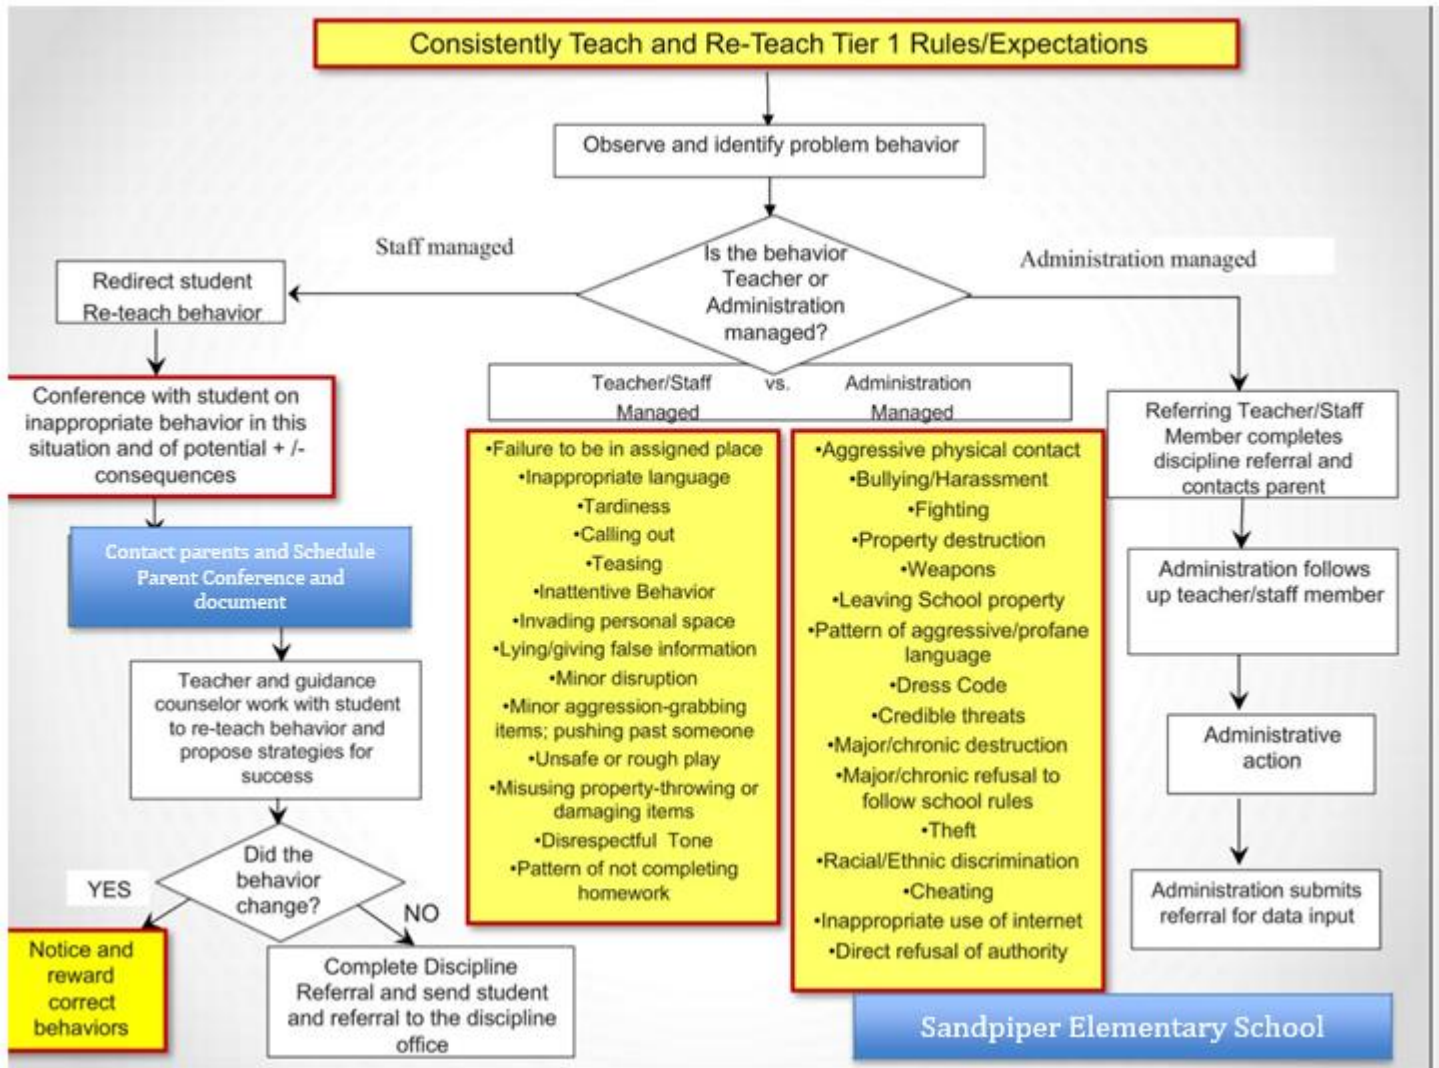 Consistently Teach and Re-Teach Tier 1 Rules/Expectations
Observe and identify problem behavior
Is the behavior
Teacher or
Administration
managed?
Staff managed
Administration managed
Redirect student
Re-teach behavior
Conference with student on
inappropriate behavior in this
situation and of potential + /-
consequences
Contact parents and Schedule
Parent Conference and
document
Teacher and guidance
counselor work with student
to re-teach behavior and
propose strategies for
success
Did the
behavior
change?
YES
NO
Notice and
reward
correct
behaviors
Complete Discipline
Referral and send student
and referral to the discipline
office
Teacher/Staff vs. Administration
Managed Managed
•Failure to be in assigned place
•Inappropriate language
•Tardiness
•Calling out
•Teasing
•Inattentive Behavior
•Invading personal space
•Lying/giving false information
•Minor disruption
•Minor aggression-grabbing
items; pushing past someone
•Unsafe or rough play
•Misusing property-throwing or
damaging items
•Disrespectful Tone
•Pattern of not completing
homework
•Aggressive physical contact
•Bullying/Harassment
•Fighting
•Property destruction
•Weapons
•Leaving School property
•Pattern of aggressive/profane
language
•Dress Code
•Credible threats
•Major/chronic destruction
•Major/chronic refusal to
follow school rules
•Theft
•Racial/Ethnic discrimination
•Cheating
•Inappropriate use of internet
•Direct refusal of authority
Referring Teacher/Staff
Member completes
discipline referral and
contacts parent
Administration follows
up teacher/staff member
Administrative
action
Administration submits
referral for data input
Sandpiper Elementary School